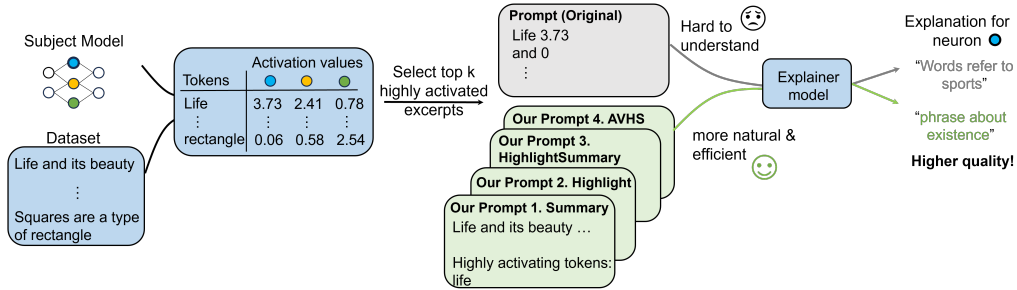 Subject Model
Dataset
Life and its beauty
⋮
Squares are a type
of rectangle
Activation values
Tokens
Life 3.73 2.41 0.78
⋮ ⋮ ⋮ ⋮
rectangle 0.06 0.58 2.54
Select top k
highly activated
excerpts
Prompt (Original)
Life 3.73
and 0
⋮
Our Prompt 4. AVHS
Our Prompt 3.
HighlightSummary
Our Prompt 2. Highlight
Our Prompt 1. Summary
Life and its beauty ...
Highly activating tokens:
life
Hard to
understand
more natural &
efficient
Explainer
model
Explanation for
neuron
“Words refer to
sports”
“phrase about
existence”
Higher quality!